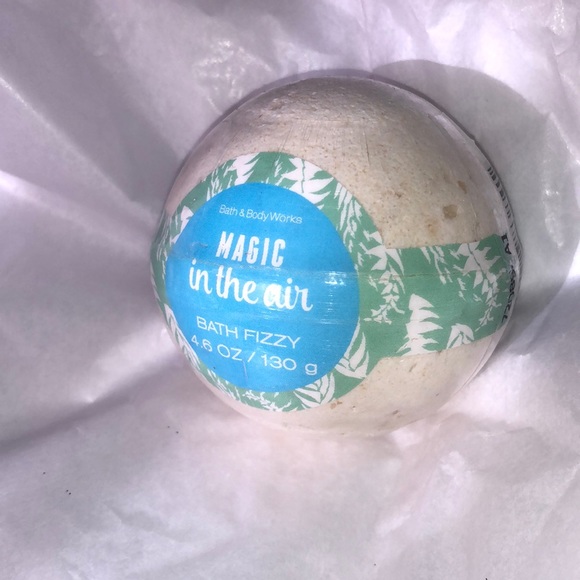 Bath & Body Works
MAGIC
in the air
BATH FIZZY
4.6 OZ / 130 g